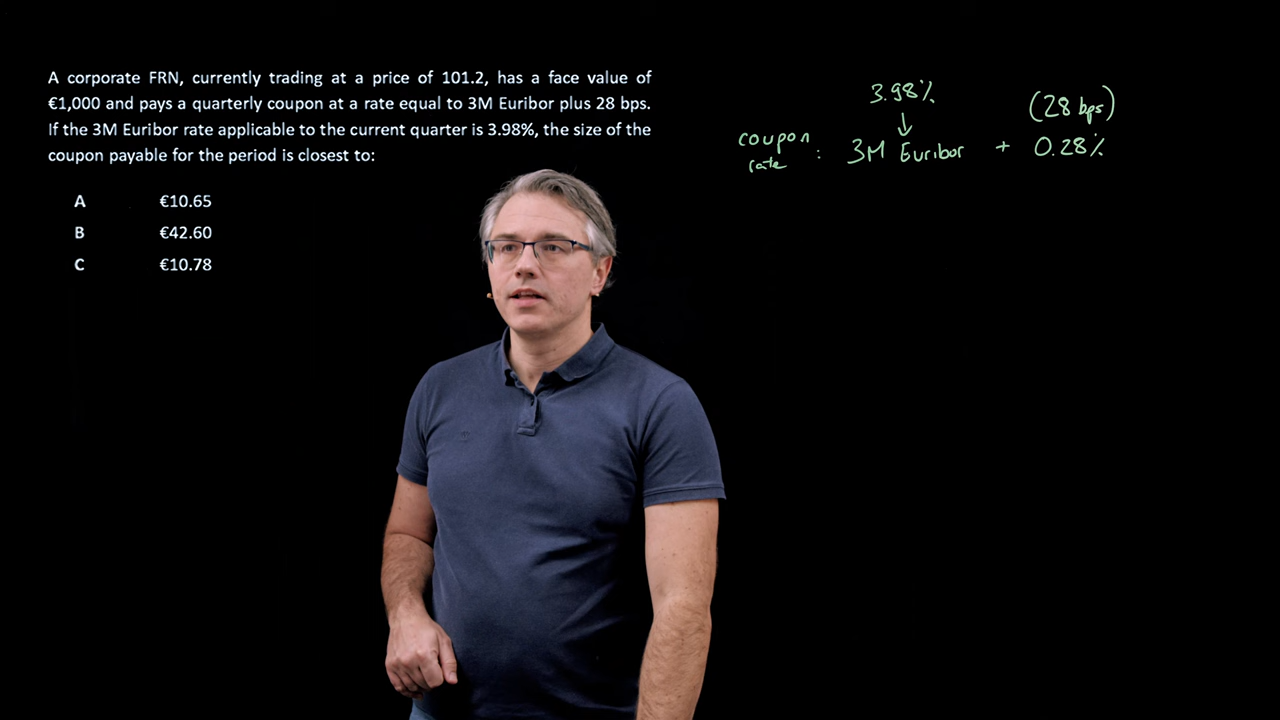 A corporate FRN, currently trading at a price of 101.2, has a face value of
€1,000 and pays a quarterly coupon at a rate equal to 3M Euribor plus 28 bps.
If the 3M Euribor rate applicable to the current quarter is 3.98%, the size of the
coupon payable for the period is closest to:
A €10.65
B €42.60
C €10.78
3.98% (28 bps)
↓
coupon rate : 3M Euribor + 0.28%